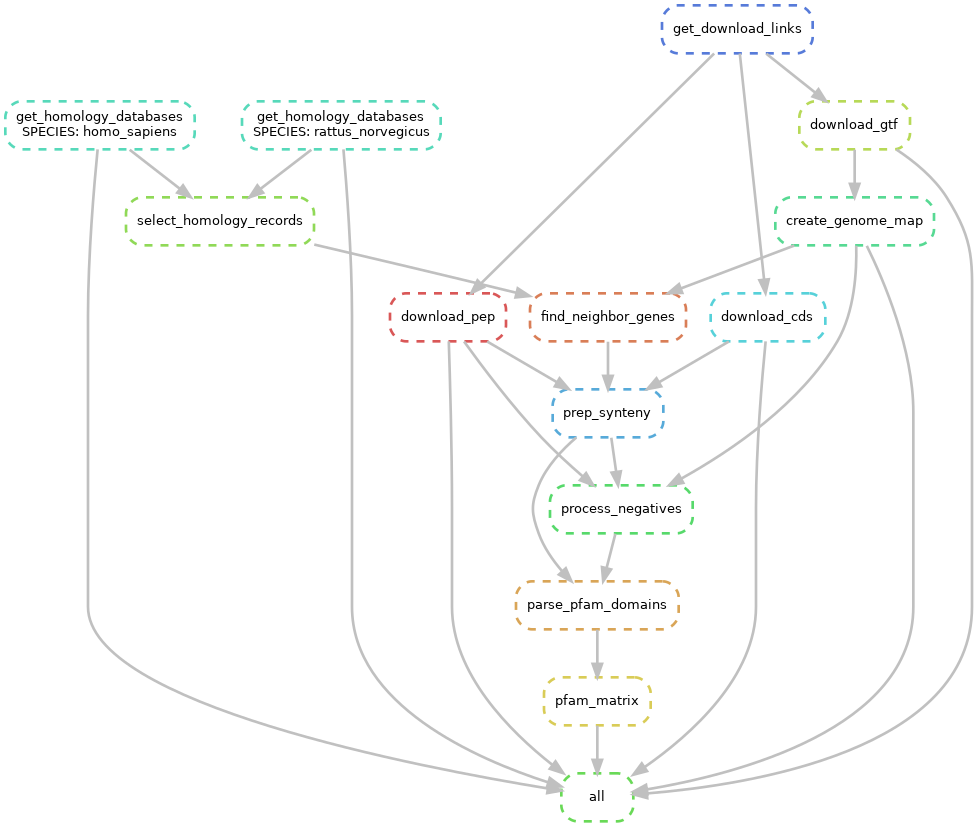 get_download_links
get_homology_databases
SPECIES: homo_sapiens
get_homology_databases
SPECIES: rattus_norvegicus
download_gtf
select_homology_records
create_genome_map
download_pep
find_neighbor_genes
download_cds
prep_synteny
process_negatives
parse_pfam_domains
pfam_matrix
all